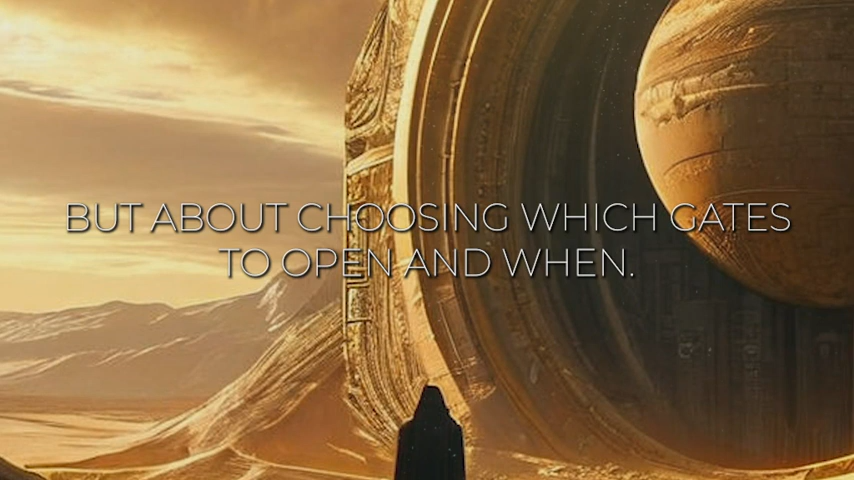 BUT ABOUT CHOOSING WHICH GATES
TO OPEN AND WHEN.